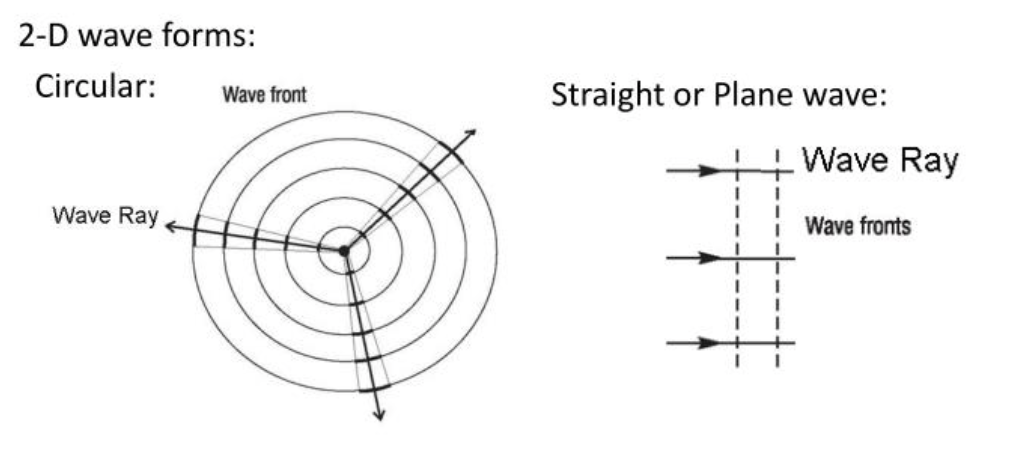 2-D wave forms:
Circular:
Wave front
Wave Ray
Straight or Plane wave:
Wave Ray
Wave fronts